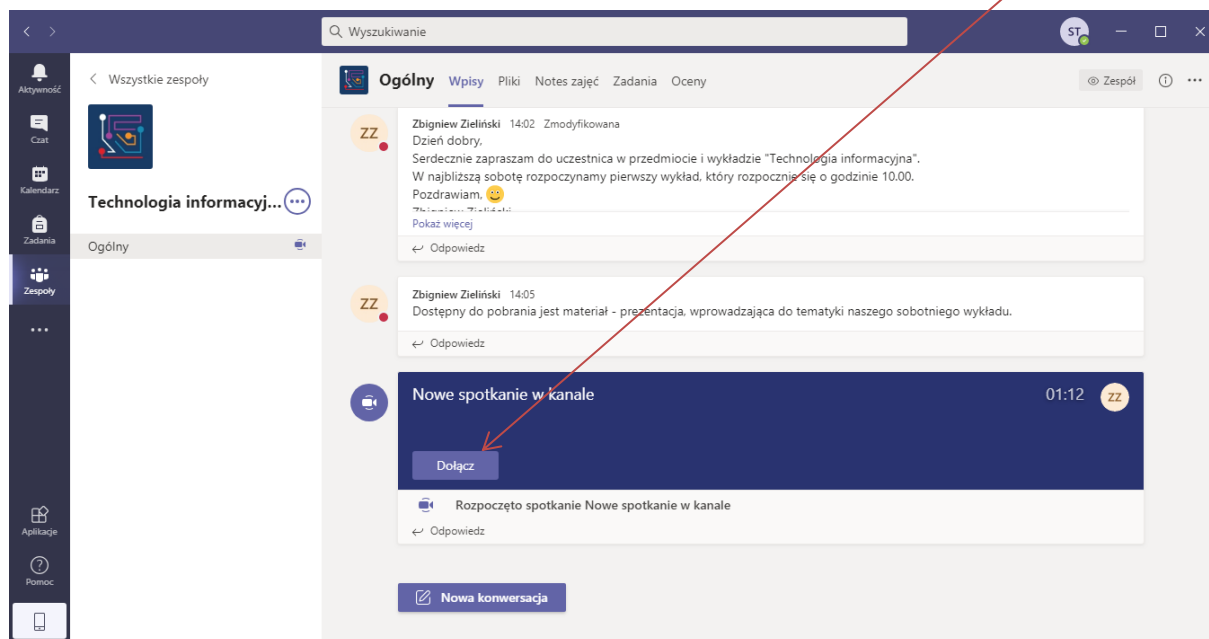 Wyszukiwanie
ST
Aktywność
Czat
Kalendarz
Zadania
Zespoły
Aplikacje
Pomoc
Wszystkie zespoły
Technologia informacyj...
Ogólny
Ogólny Wpisy Pliki Notes zajęć Zadania Oceny
Zespół
ZZ
Zbigniew Zieliński 14:02 Zmodyfikowana
Dzień dobry,
Serdecznie zapraszam do uczestnica w przedmiocie i wykładzie "Technologia informacyjna".
W najbliższą sobotę rozpoczynamy pierwszy wykład, który rozpocznie się o godzinie 10.00.
Pozdrawiam,
Zbigniew Zieliński
Pokaż więcej
Odpowiedz
ZZ
Zbigniew Zieliński 14:05
Dostępny do pobrania jest materiał - prezentacja, wprowadzająca do tematyki naszego sobotniego wykładu.
Odpowiedz
Nowe spotkanie w kanale
01:12 ZZ
Dołącz
Rozpoczęto spotkanie Nowe spotkanie w kanale
Odpowiedz
Nowa konwersacja